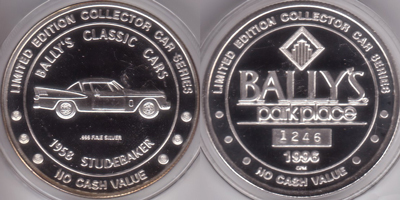 LIMITED EDITION COLLECTOR CAR SERIES
BALLY'S CLASSIC CARS
.999 FINE SILVER
1958 STUDEBAKER
NO CASH VALUE
LIMITED EDITION COLLECTOR CAR SERIES
BALLY'S
park place
1246
1996
NO CASH VALUE